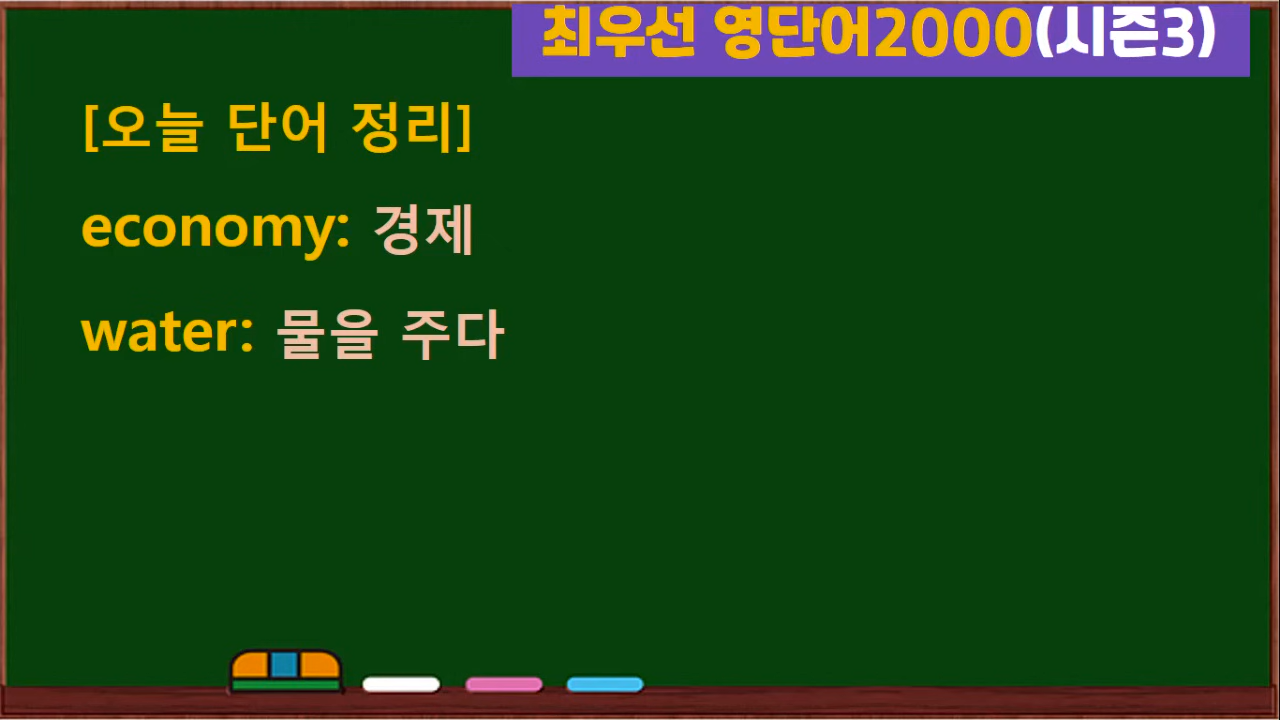 최우선 영단어2000(시즌3)
[오늘 단어 정리]
economy: 경제
water: 물을 주다